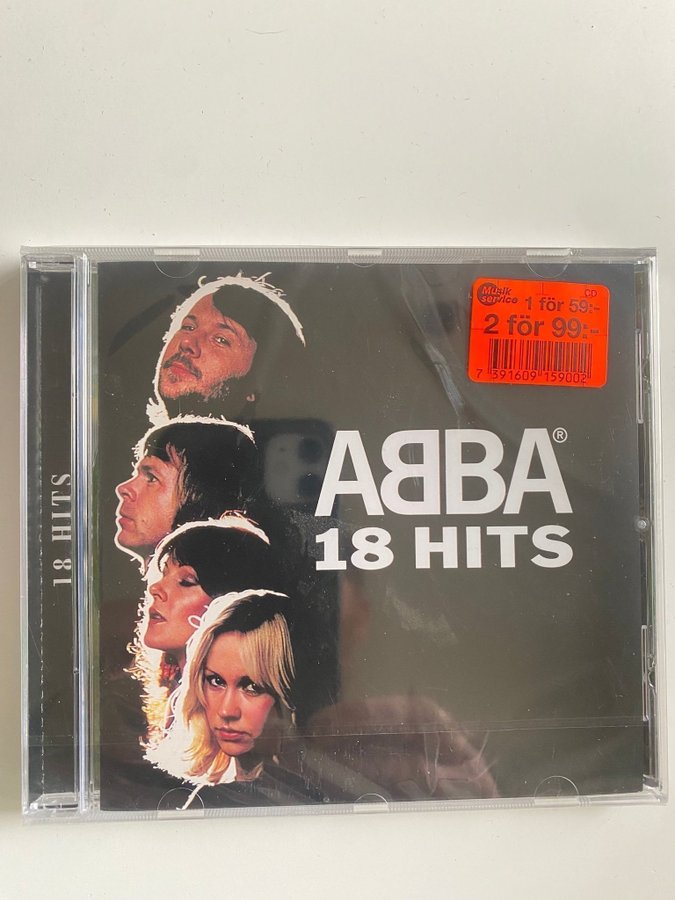 Musik
service
CD
1 för 59:-
2 för 99:-
7 391609 159002
ABBA®
18 HITS
18 HITS